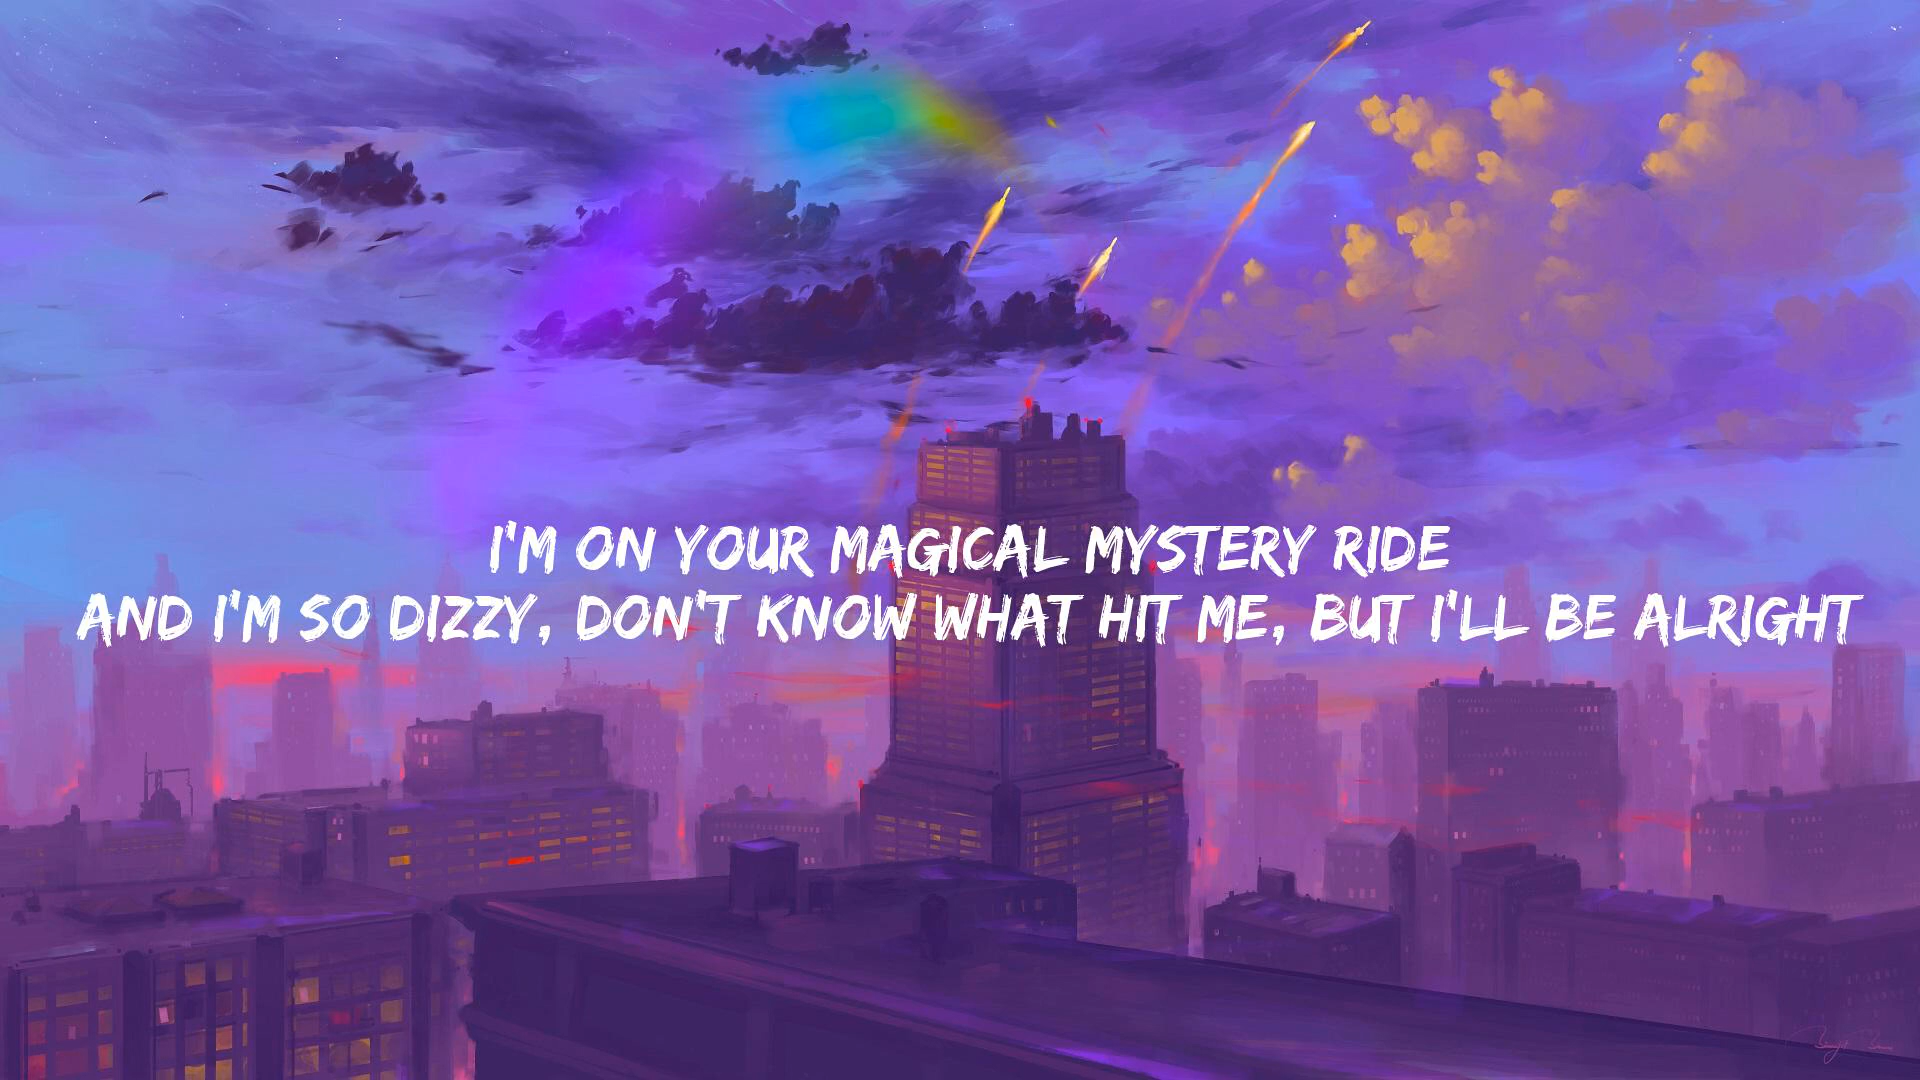 I'M ON YOUR MAGICAL MYSTERY RIDE
AND I'M SO DIZZY, DON'T KNOW WHAT HIT ME, BUT I'LL BE ALRIGHT